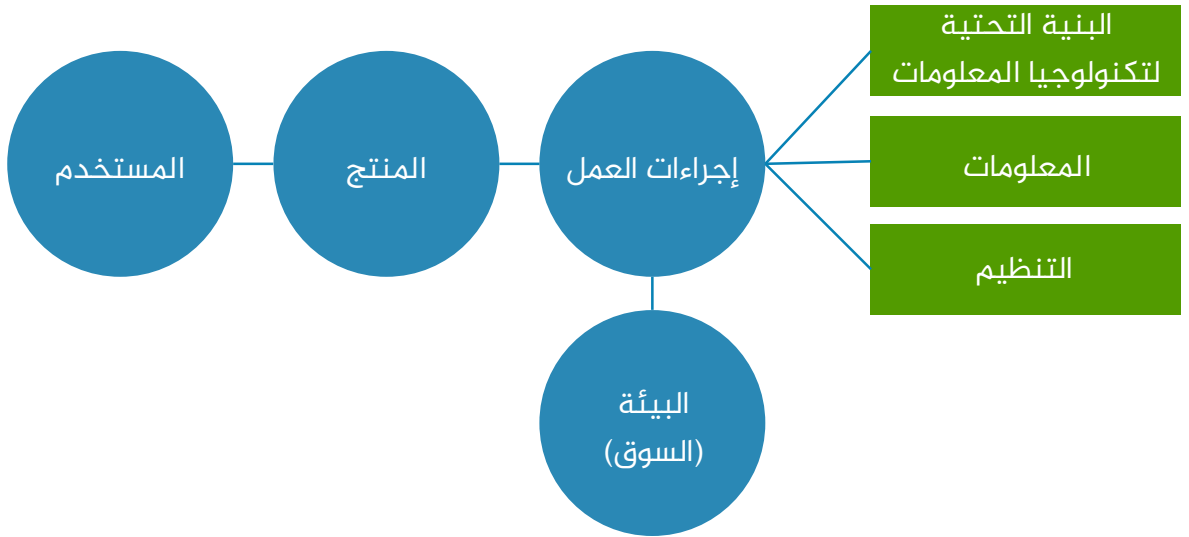 البنية التحتية
لتكنولوجيا المعلومات
المعلومات
التنظيم
إجراءات العمل
المنتج
المستخدم
البيئة
(السوق)